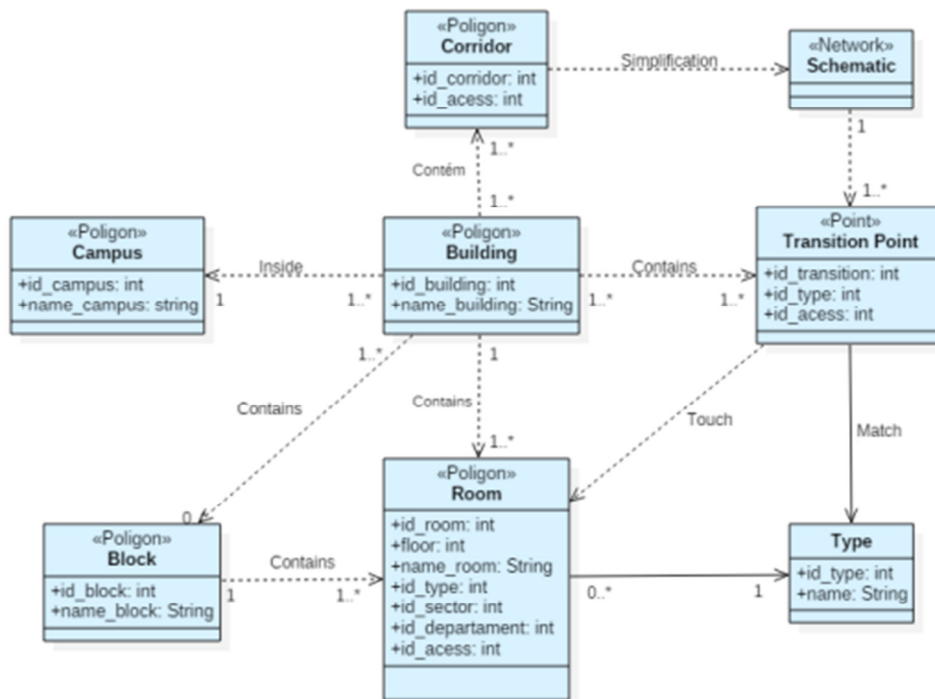 «Poligon»
Corridor
+id_corridor: int
+id_acess: int
Simplification
«Network»
Schematic
1
1..*
1..*
Contém
1..*
«Poligon»
Campus
+id_campus: int
+name_campus: string
Inside
1
1..*
«Poligon»
Building
+id_building: int
+name_building: String
Contains
1..*
1..*
«Point»
Transition Point
+id_transition: int
+id_type: int
+id_acess: int
1..*
Contains
0
1
Contains
1..*
Touch
Match
«Poligon»
Block
+id_block: int
+name_block: String
Contains
1
1..*
«Poligon»
Room
+id_room: int
+floor: int
+name_room: String
+id_type: int
+id_sector: int
+id_departament: int
+id_acess: int
0..*
1
Type
+id_type: int
+name: String